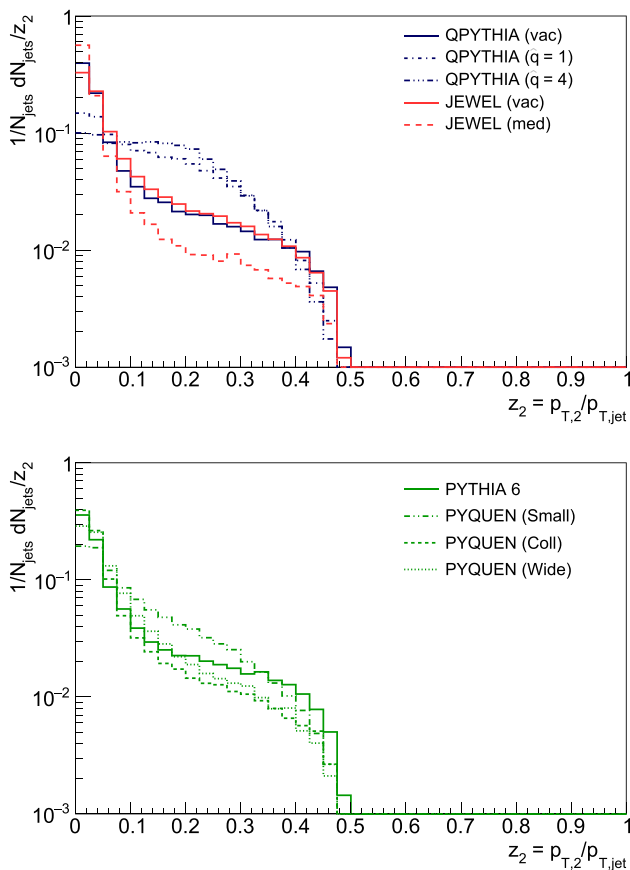 1/N_jets dN_jets/z_2
1
10^−1
10^−2
10^−3
QPYTHIA (vac)
QPYTHIA (q̂ = 1)
QPYTHIA (q̂ = 4)
JEWEL (vac)
JEWEL (med)
0 0.1 0.2 0.3 0.4 0.5 0.6 0.7 0.8 0.9 1
z_2 = p_T,2/p_T,jet
1/N_jets dN_jets/z_2
1
10^−1
10^−2
10^−3
PYTHIA 6
PYQUEN (Small)
PYQUEN (Coll)
PYQUEN (Wide)
0 0.1 0.2 0.3 0.4 0.5 0.6 0.7 0.8 0.9 1
z_2 = p_T,2/p_T,jet